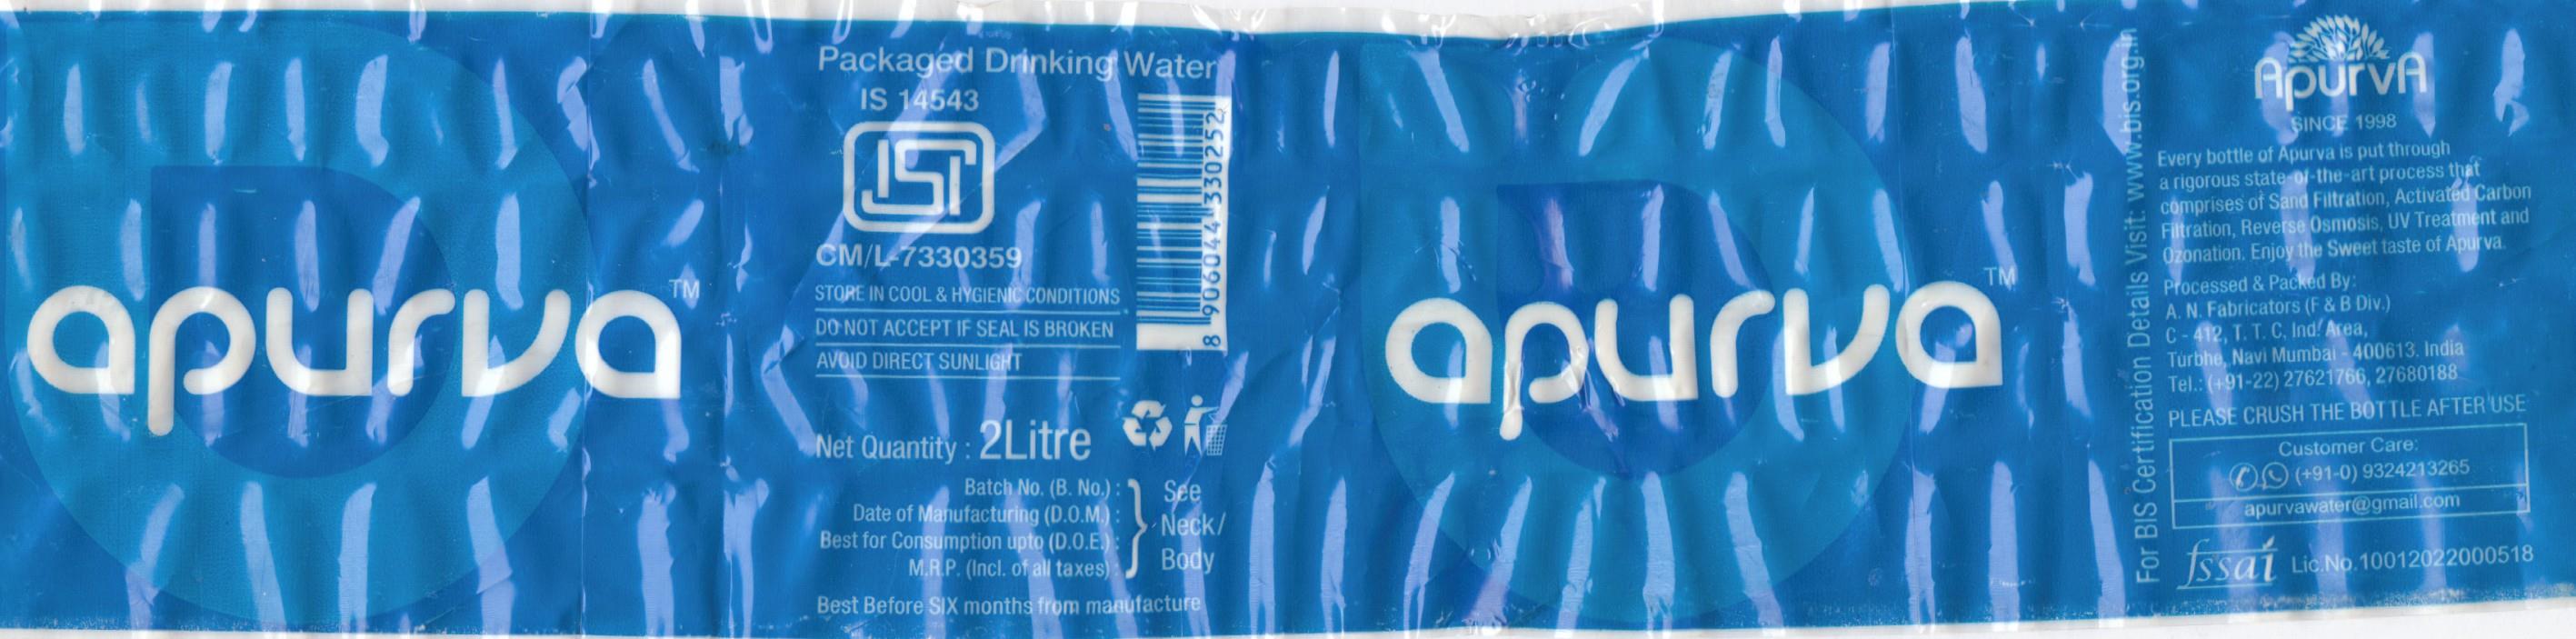 apurva™
Packaged Drinking Water
IS 14543
ISI
CM/L-7330359
STORE IN COOL & HYGIENIC CONDITIONS
DO NOT ACCEPT IF SEAL IS BROKEN
AVOID DIRECT SUNLIGHT
8 906044 330252
Net Quantity : 2Litre
Batch No. (B. No.) :
Date of Manufacturing (D.O.M.) :
Best for Consumption upto (D.O.E.) :
M.R.P. (Incl. of all taxes) :
See
Neck/
Body
Best Before SIX months from manufacture
apurva™
For BIS Certification Details Visit: www.bis.org.in
ApurvA
SINCE 1998
Every bottle of Apurva is put through
a rigorous state-of-the-art process that
comprises of Sand Filtration, Activated Carbon
Filtration, Reverse Osmosis, UV Treatment and
Ozonation. Enjoy the Sweet taste of Apurva.
Processed & Packed By:
A. N. Fabricators (F & B Div.)
C - 412, T. T. C, Ind. Area,
Turbhe, Navi Mumbai - 400613. India
Tel.: (+91-22) 27621766, 27680188
PLEASE CRUSH THE BOTTLE AFTER USE
Customer Care:
(+91-0) 9324213265
apurvawater@gmail.com
fssai Lic.No.10012022000518